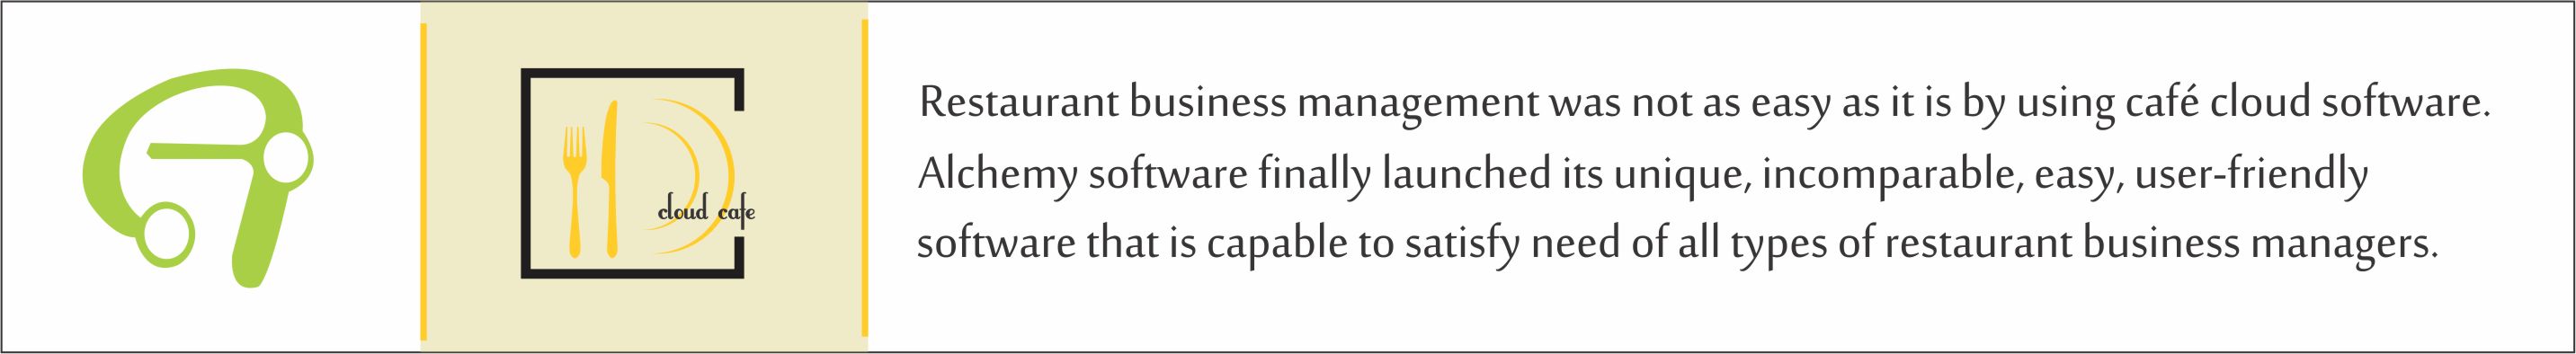 cloud cafe
Restaurant business management was not as easy as it is by using café cloud software.
Alchemy software finally launched its unique, incomparable, easy, user-friendly
software that is capable to satisfy need of all types of restaurant business managers.